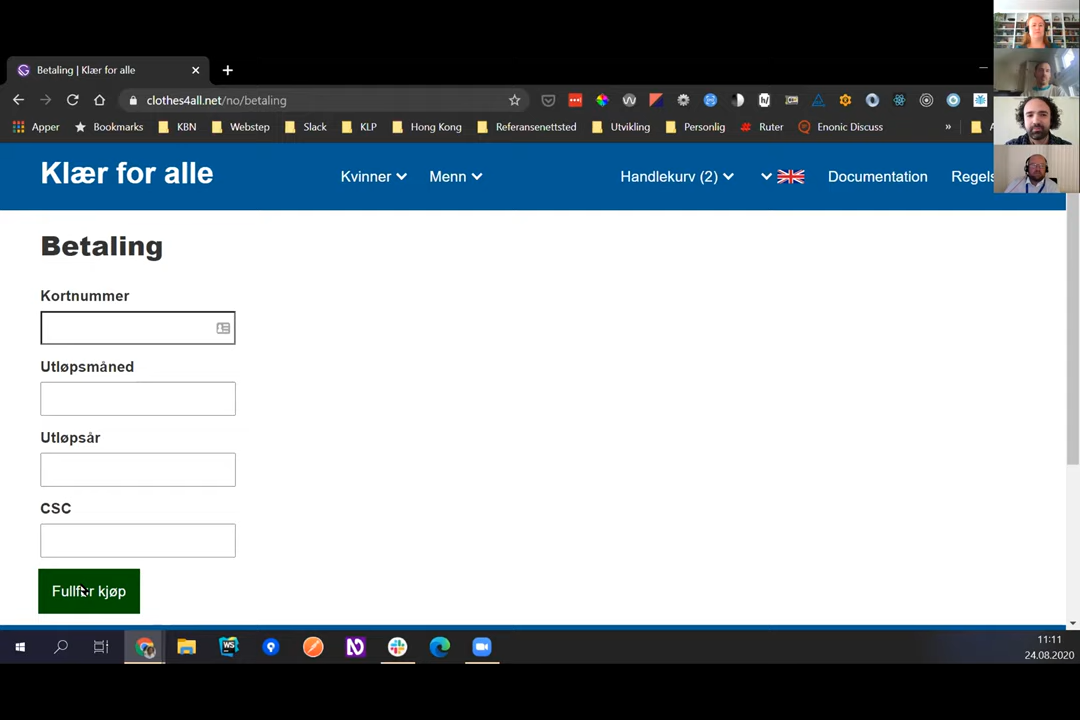 Betaling | Klær for alle
clothes4all.net/no/betaling
Apper Bookmarks KBN Webstep Slack KLP Hong Kong Referansenettsted Utvikling Personlig Ruter Enonic Discuss »
Klær for alle
Kvinner Menn Handlekurv (2) Documentation Regels
Betaling
Kortnummer
Utløpsmåned
Utløpsår
CSC
Fullfør kjøp
WS
11:11
24.08.2020